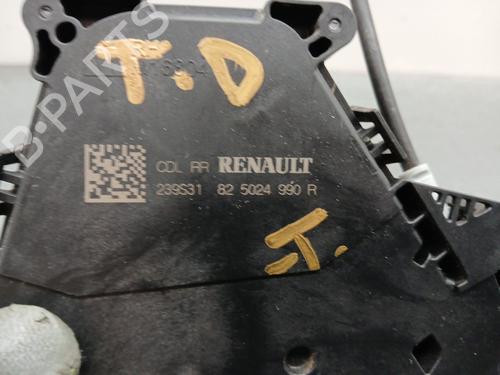 T.D
CDL RR RENAULT
239S31 82 5024 990 R
J.
B-PARTS